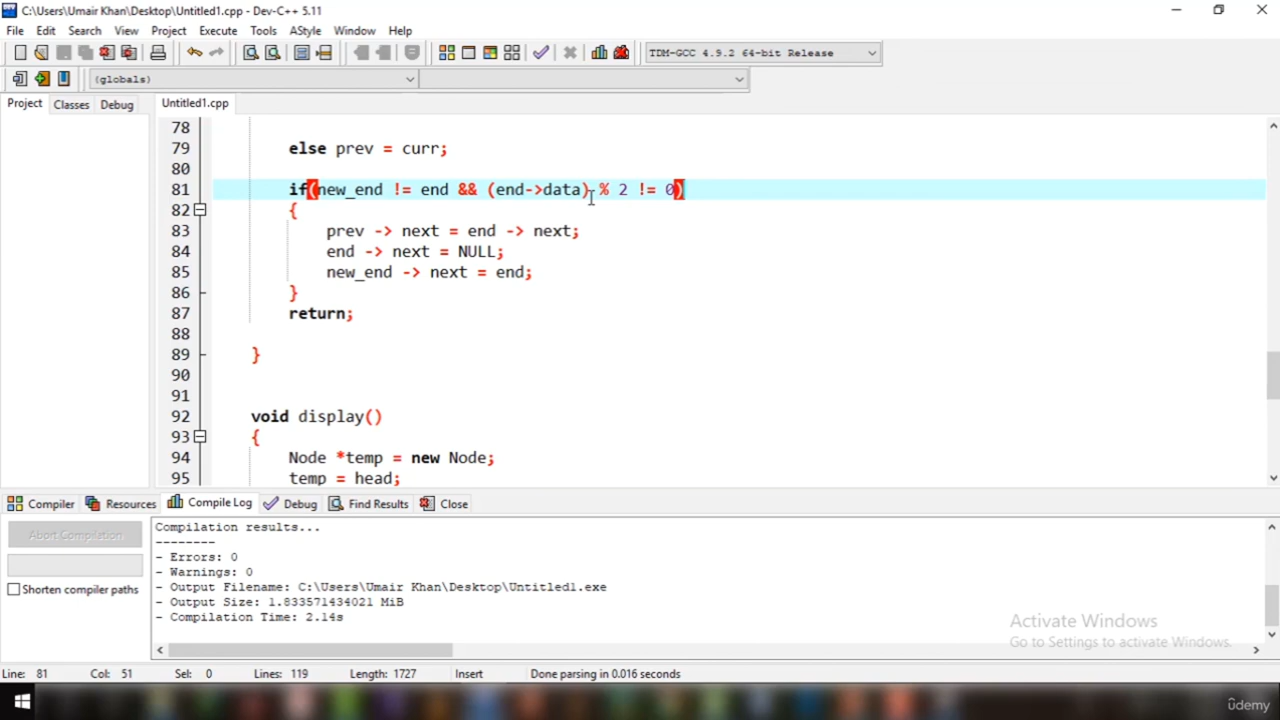 C:\Users\Umair Khan\Desktop\Untitled1.cpp - Dev-C++ 5.11
File Edit Search View Project Execute Tools AStyle Window Help
TDM-GCC 4.9.2 64-bit Release
(globals)
Project Classes Debug Untitled1.cpp
78
79 else prev = curr;
80
81 if(new_end != end && (end->data) % 2 != 0)
82 {
83 prev -> next = end -> next;
84 end -> next = NULL;
85 new_end -> next = end;
86 }
87 return;
88
89 }
90
91
92 void display()
93 {
94 Node *temp = new Node;
95 temp = head;
Compiler Resources Compile Log Debug Find Results Close
Abort Compilation
Shorten compiler paths
Compilation results...
--------
- Errors: 0
- Warnings: 0
- Output Filename: C:\Users\Umair Khan\Desktop\Untitled1.exe
- Output Size: 1.833571434021 MiB
- Compilation Time: 2.14s
Activate Windows
Go to Settings to activate Windows.
Line: 81 Col: 51 Sel: 0 Lines: 119 Length: 1727 Insert Done parsing in 0.016 seconds
ûdemy